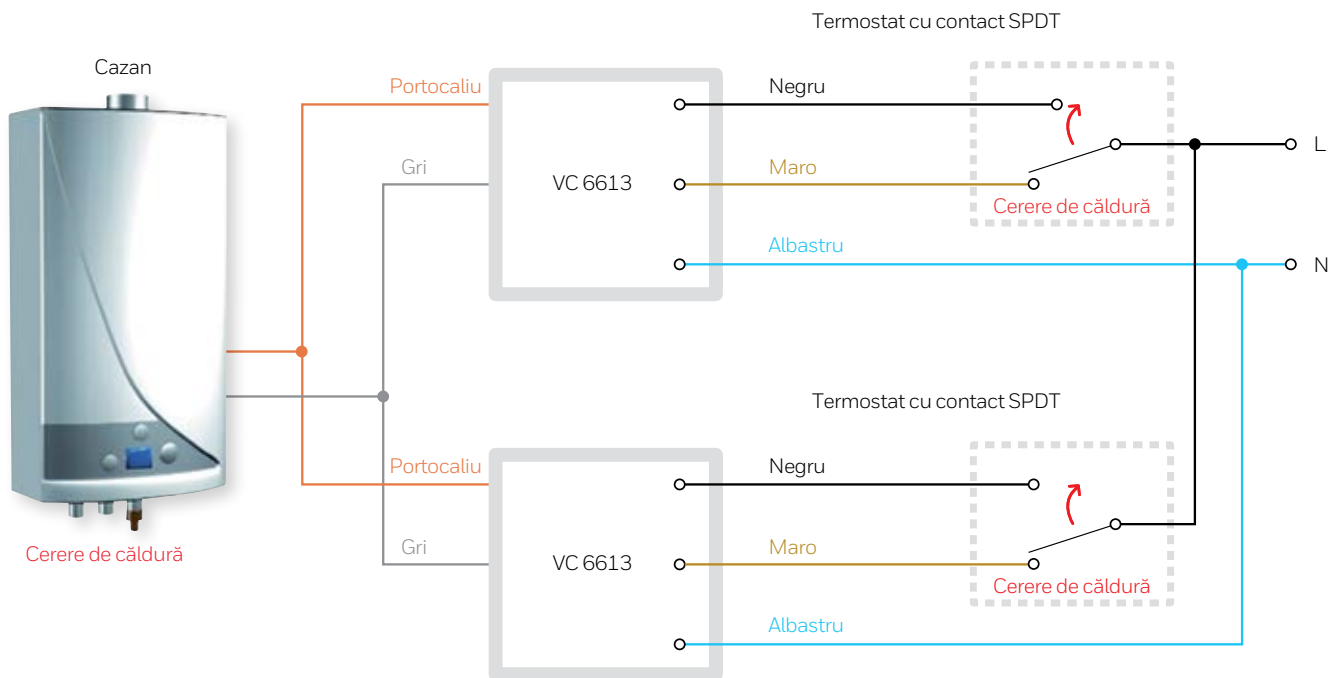 Termostat cu contact SPDT
Cazan
Portocaliu
Negru
L
Gri
VC 6613
Maro
Cerere de căldură
Albastru
N
Termostat cu contact SPDT
Portocaliu
Negru
Cerere de căldură
Gri
VC 6613
Maro
Cerere de căldură
Albastru